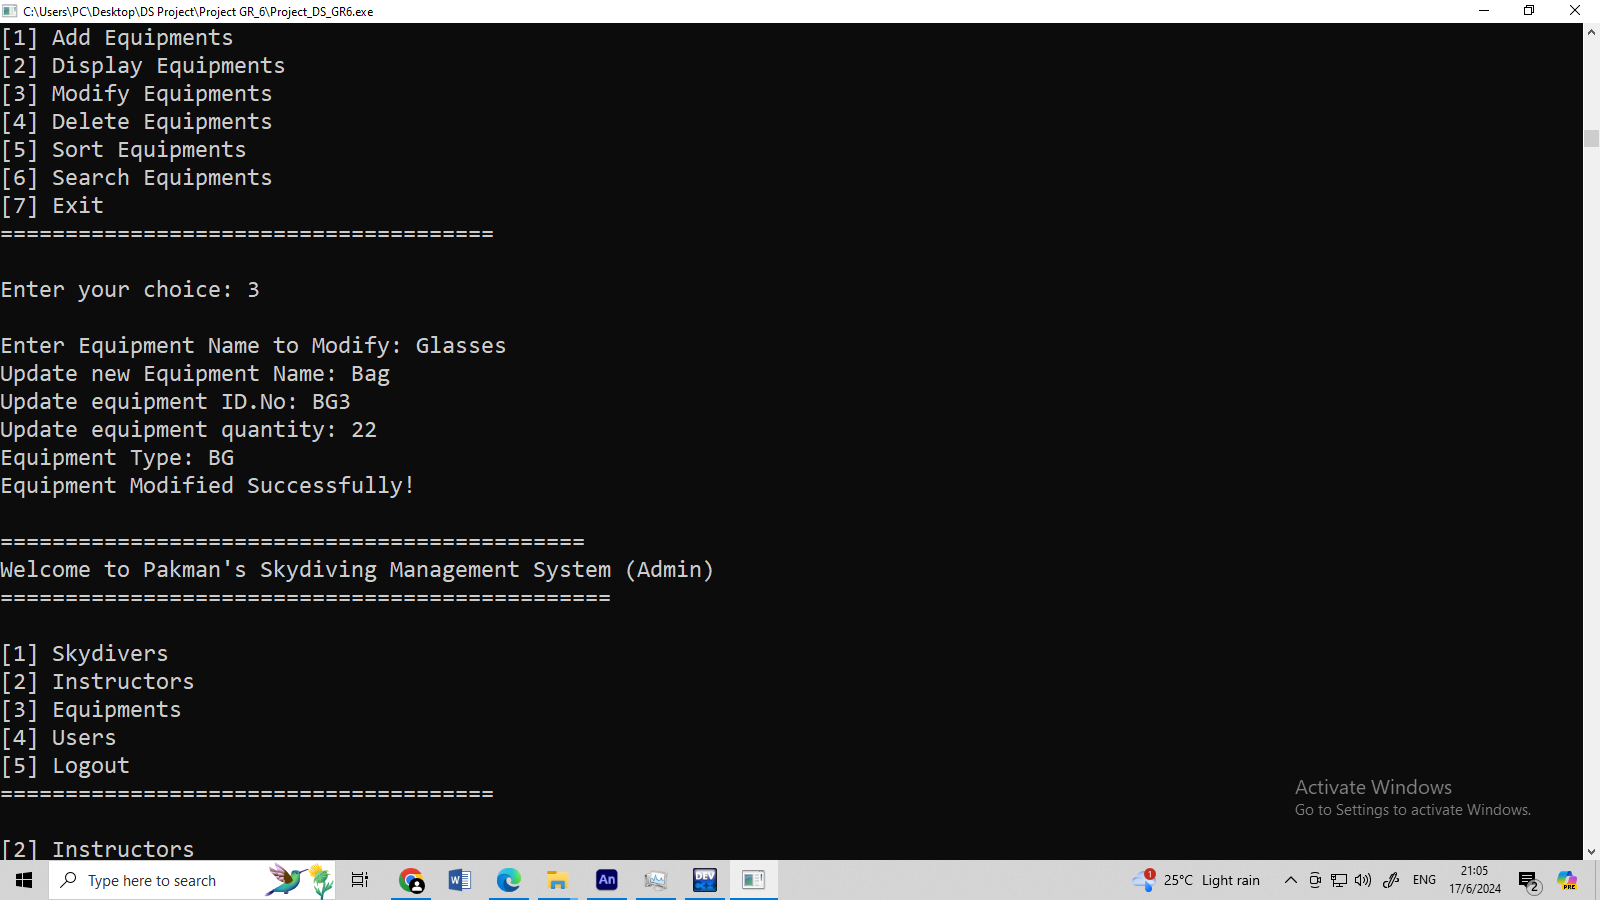 C:\Users\PC\Desktop\DS Project\Project GR_6\Project_DS_GR6.exe
[1] Add Equipments
[2] Display Equipments
[3] Modify Equipments
[4] Delete Equipments
[5] Sort Equipments
[6] Search Equipments
[7] Exit
======================================
Enter your choice: 3
Enter Equipment Name to Modify: Glasses
Update new Equipment Name: Bag
Update equipment ID.No: BG3
Update equipment quantity: 22
Equipment Type: BG
Equipment Modified Successfully!
=============================================
Welcome to Pakman's Skydiving Management System (Admin)
===============================================
[1] Skydivers
[2] Instructors
[3] Equipments
[4] Users
[5] Logout
======================================
[2] Instructors
Activate Windows
Go to Settings to activate Windows.
Type here to search
W
An
DEV
1
25°C Light rain
ENG
21:05
17/6/2024
2
PRE